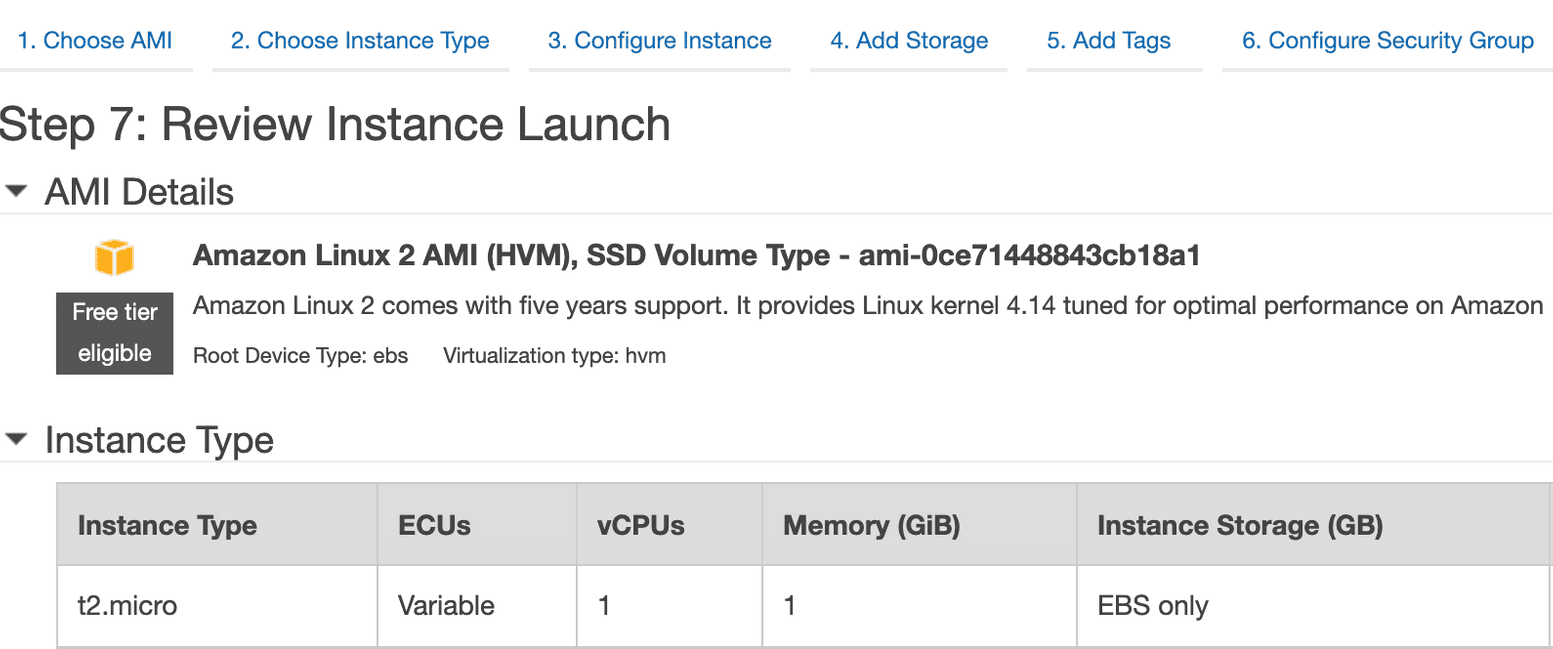 1. Choose AMI 2. Choose Instance Type 3. Configure Instance 4. Add Storage 5. Add Tags 6. Configure Security Group
Step 7: Review Instance Launch
AMI Details
Amazon Linux 2 AMI (HVM), SSD Volume Type - ami-0ce71448843cb18a1
Free tier
eligible
Amazon Linux 2 comes with five years support. It provides Linux kernel 4.14 tuned for optimal performance on Amazon
Root Device Type: ebs Virtualization type: hvm
Instance Type
Instance Type ECUs vCPUs Memory (GiB) Instance Storage (GB)
t2.micro Variable 1 1 EBS only